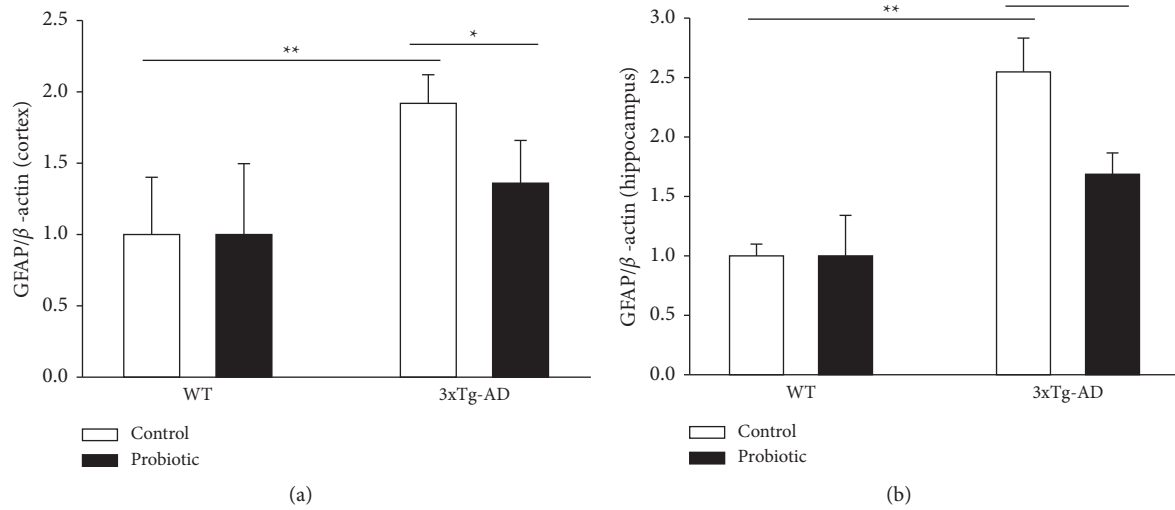 2.5
2.0
1.5
1.0
0.5
0.0
GFAP/β -actin (cortex)
**
*
WT
3xTg-AD
Control
Probiotic
(a)
3.0
2.5
2.0
1.5
1.0
0.5
0.0
GFAP/β -actin (hippocampus)
**
WT
3xTg-AD
Control
Probiotic
(b)